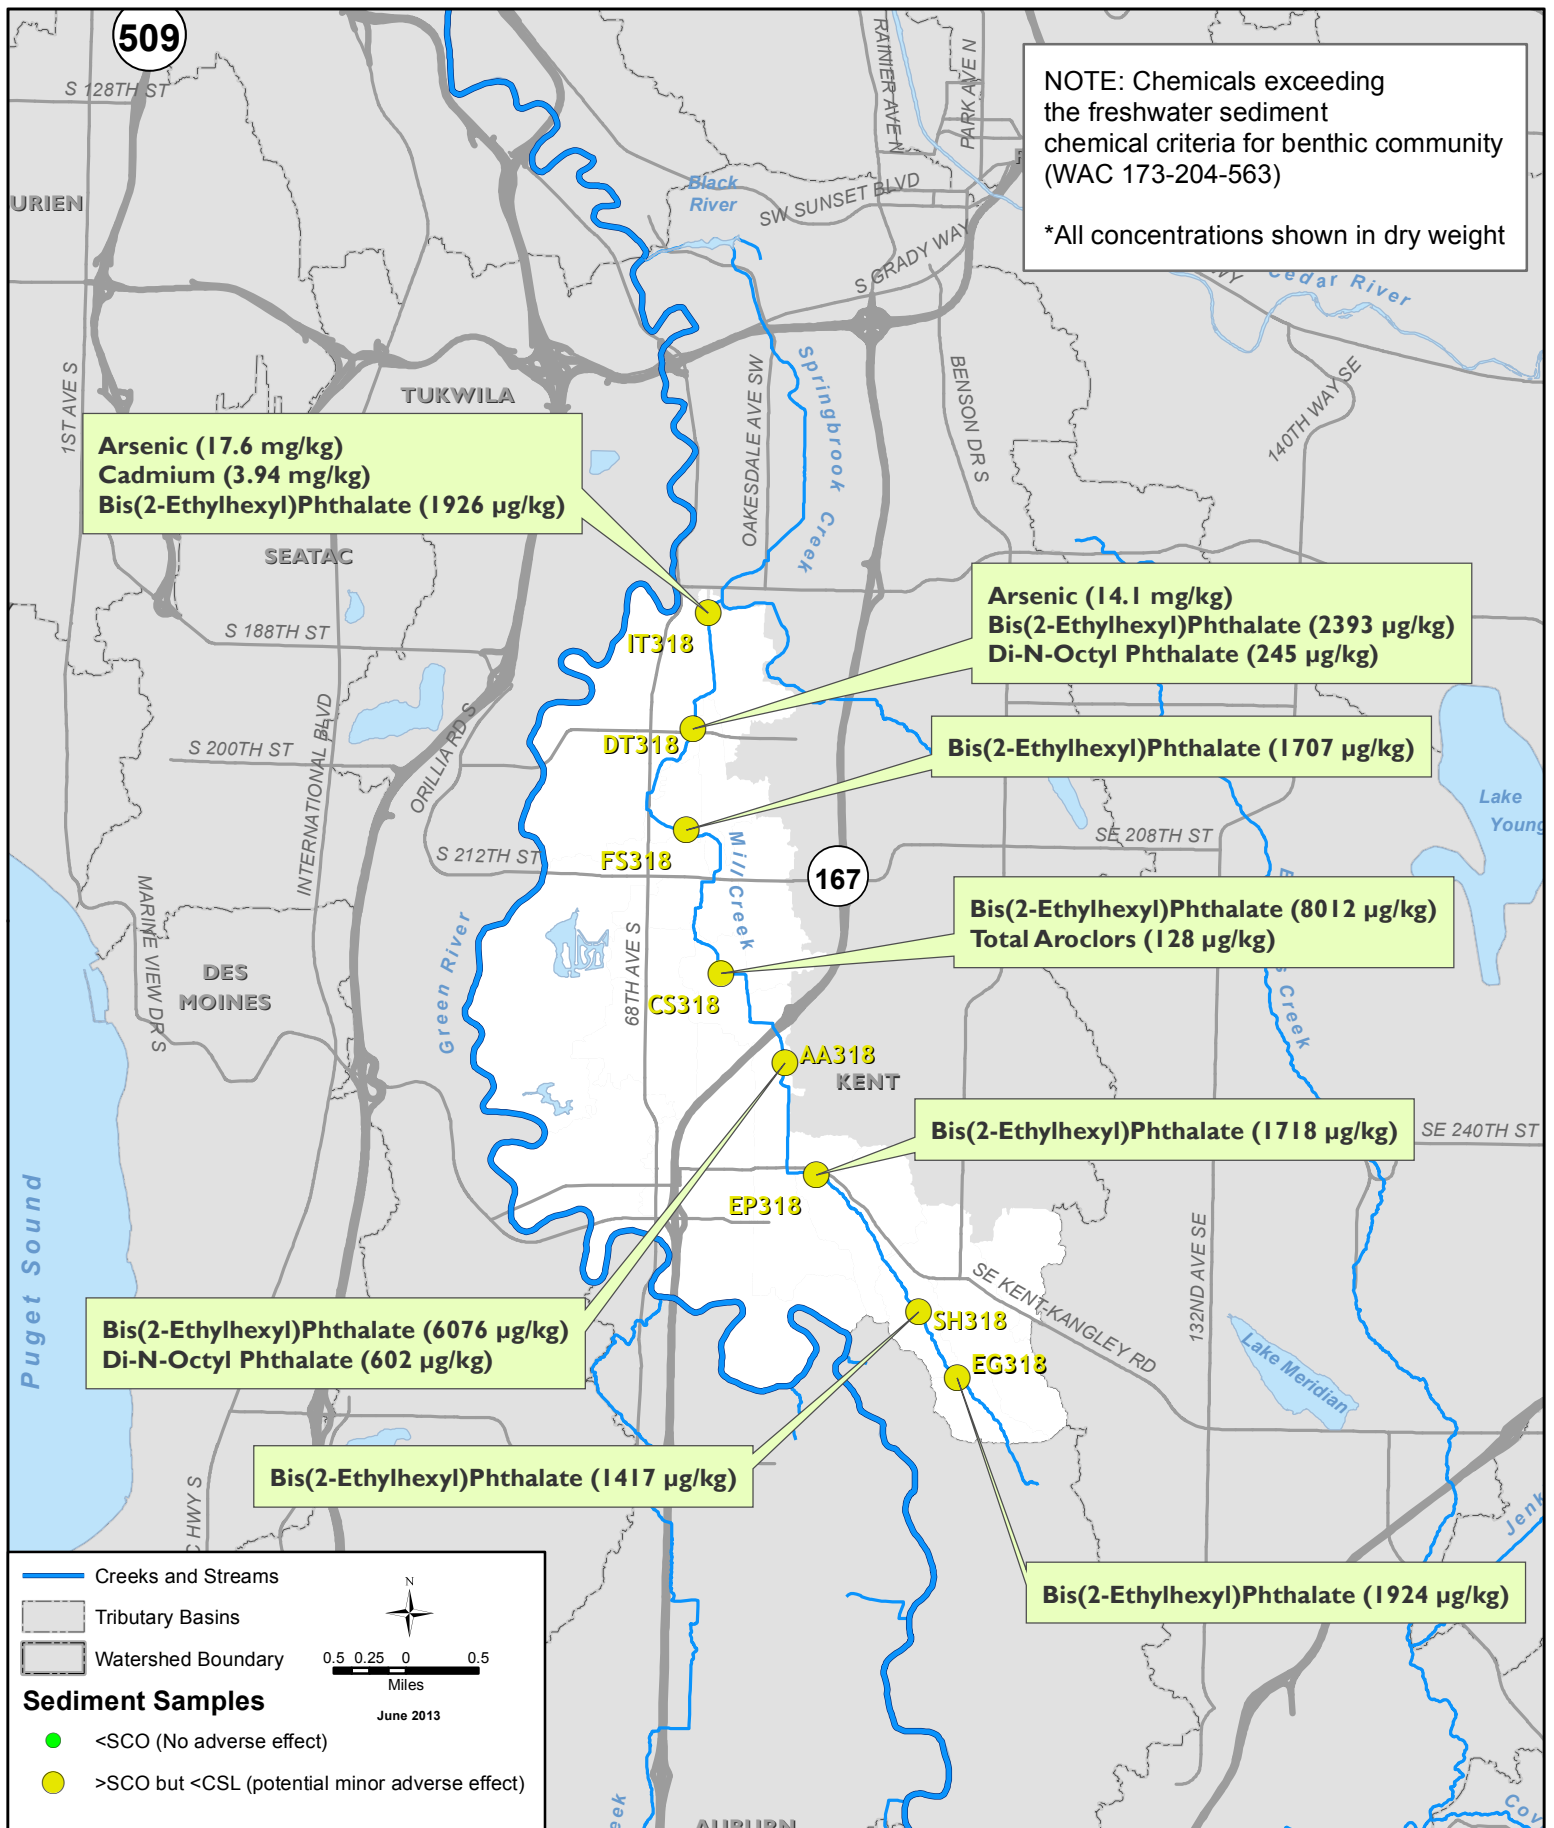 509
S 128TH ST
RAINIER AVE N
PARK AVE N
NOTE: Chemicals exceeding
the freshwater sediment
chemical criteria for benthic community
(WAC 173-204-563)
*All concentrations shown in dry weight
URIEN
Black
River
SW SUNSET BLVD
S GRADY WAY
WY
Cedar River
1ST AVE S
TUKWILA
OAKESDALE AVE SW
Springbrook Creek
BENSON DR S
140TH WAY SE
Arsenic (17.6 mg/kg)
Cadmium (3.94 mg/kg)
Bis(2-Ethylhexyl)Phthalate (1926 µg/kg)
SEATAC
Arsenic (14.1 mg/kg)
Bis(2-Ethylhexyl)Phthalate (2393 µg/kg)
Di-N-Octyl Phthalate (245 µg/kg)
S 188TH ST
IT318
INTERNATIONAL BLVD
ORILLIA RD S
S 200TH ST
DT318
Bis(2-Ethylhexyl)Phthalate (1707 µg/kg)
Lake
Young
S 212TH ST
FS318
Mill Creek
SE 208TH ST
167
MARINE VIEW DR S
Green River
68TH AVE S
Bis(2-Ethylhexyl)Phthalate (8012 µg/kg)
Total Aroclors (128 µg/kg)
DES
MOINES
CS318
s Creek
AA318
KENT
Bis(2-Ethylhexyl)Phthalate (1718 µg/kg)
SE 240TH ST
Puget Sound
EP318
132ND AVE SE
SE KENT-KANGLEY RD
Bis(2-Ethylhexyl)Phthalate (6076 µg/kg)
Di-N-Octyl Phthalate (602 µg/kg)
SH318
EG318
Lake Meridian
Bis(2-Ethylhexyl)Phthalate (1417 µg/kg)
C HWY S
Jenk
Bis(2-Ethylhexyl)Phthalate (1924 µg/kg)
Creeks and Streams
Tributary Basins
Watershed Boundary
N
0.5 0.25 0 0.5
Miles
June 2013
Sediment Samples
<SCO (No adverse effect)
>SCO but <CSL (potential minor adverse effect)
eek
AUBURN
Cov